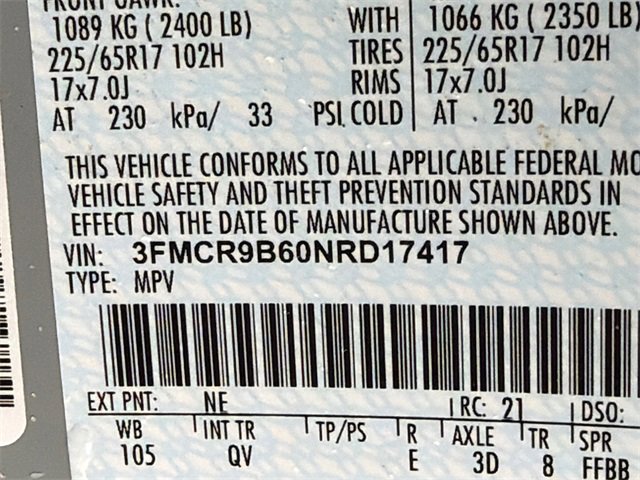 FRONT GAWR:
1089 KG ( 2400 LB) WITH 1066 KG ( 2350 LB)
225/65R17 102H TIRES 225/65R17 102H
17x7.0J RIMS 17x7.0J
AT 230 kPa/ 33 PSI COLD AT 230 kPa/
THIS VEHICLE CONFORMS TO ALL APPLICABLE FEDERAL MO
VEHICLE SAFETY AND THEFT PREVENTION STANDARDS IN
EFFECT ON THE DATE OF MANUFACTURE SHOWN ABOVE.
VIN: 3FMCR9B60NRD17417
TYPE: MPV
EXT PNT: NE RC: 21 DSO:
WB INT TR TP/PS R AXLE TR SPR
105 QV E 3D 8 FFBB